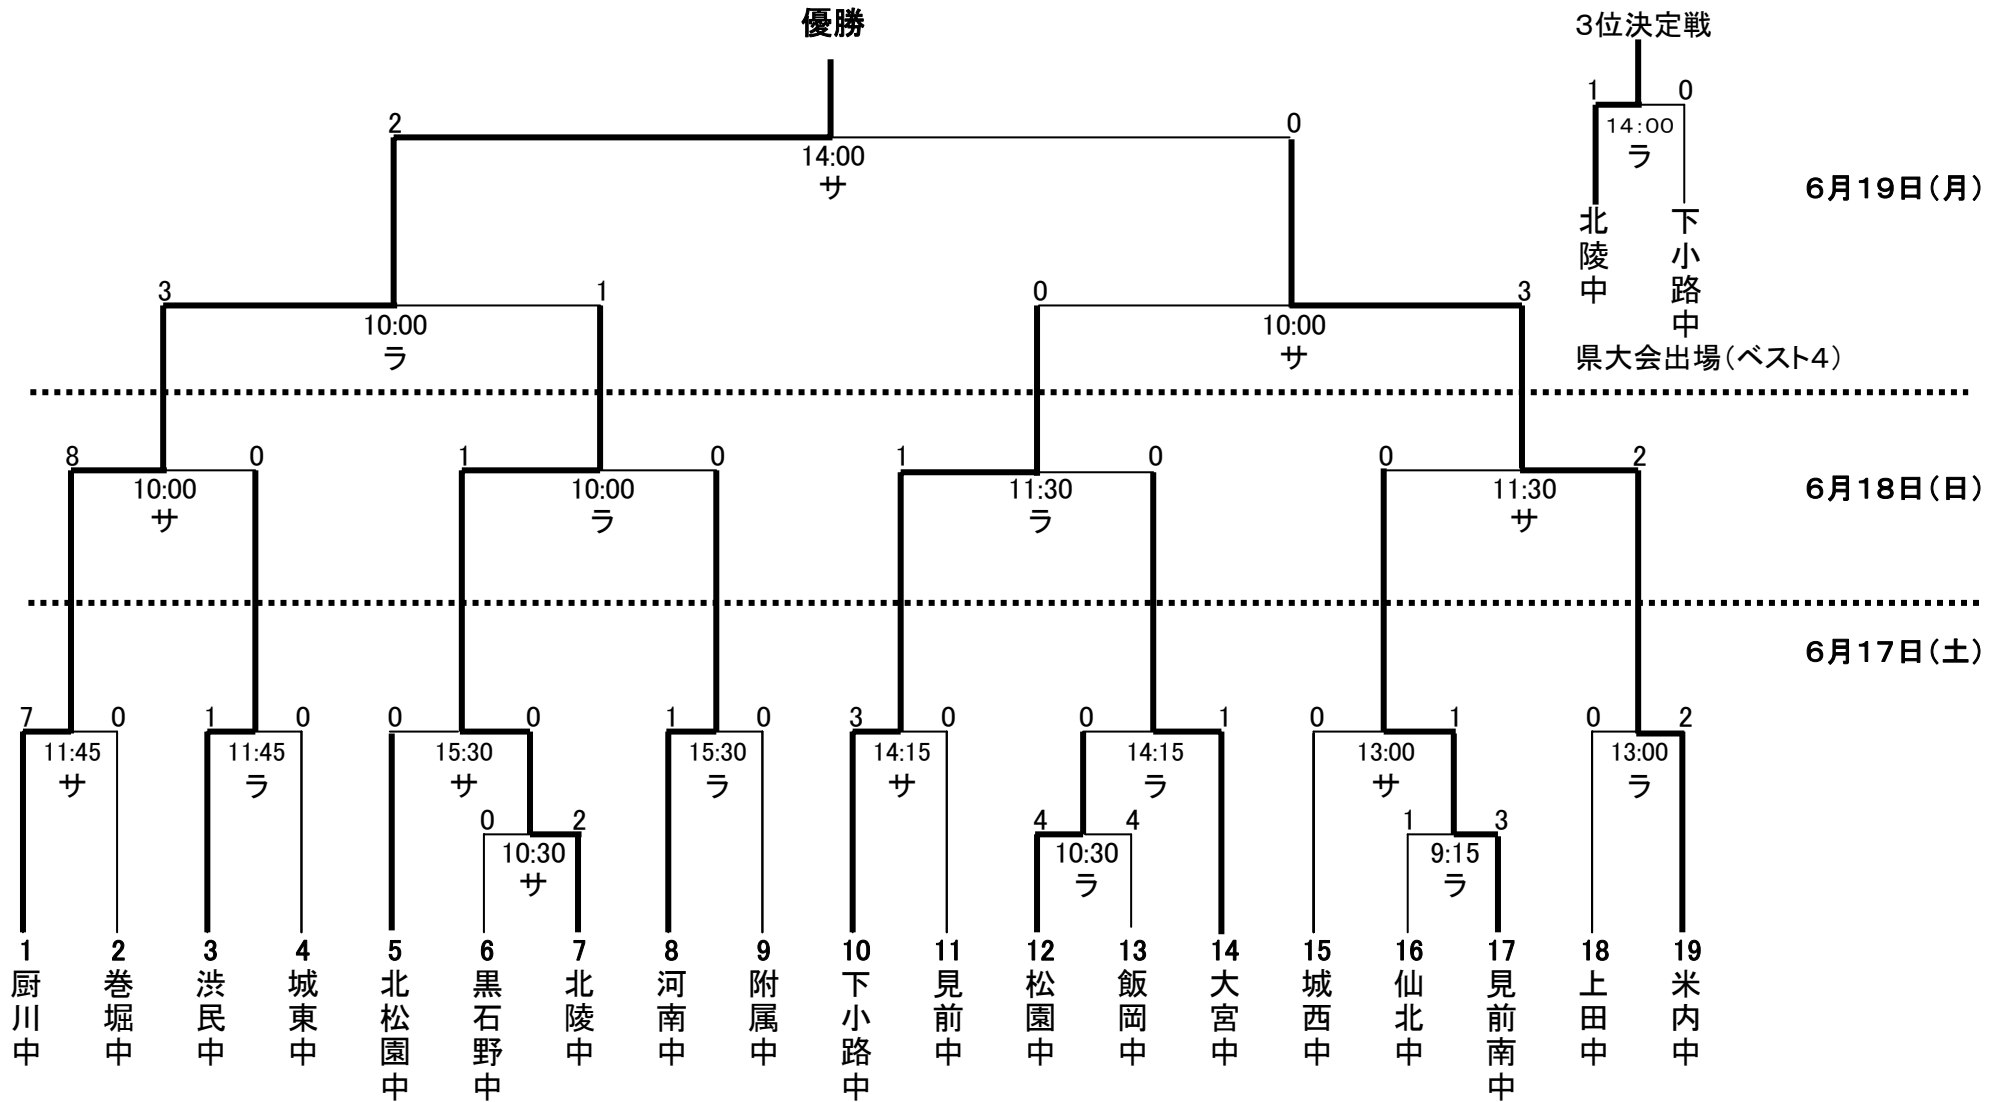 優勝
3位決定戦
1 0
14:00
ラ
北陵中
下小路中
県大会出場(ベスト4)
2 0
14:00
サ
6月19日(月)
3 1 0 3
10:00 10:00
ラ サ
8 0 1 0 1 0 0 2
10:00 10:00 11:30 11:30
サ ラ ラ サ
6月18日(日)
6月17日(土)
7 0 1 0 0 0 1 0 3 0 0 1 0 1 0 2
11:45 11:45 15:30 15:30 14:15 14:15 13:00 13:00
サ ラ サ ラ サ ラ サ ラ
0 2 4 4 1 3
10:30 10:30 9:15
サ ラ ラ
1 2 3 4 5 6 7 8 9 10 11 12 13 14 15 16 17 18 19
厨川中
巻堀中
渋民中
城東中
北松園中
黒石野中
北陵中
河南中
附属中
下小路中
見前中
松園中
飯岡中
大宮中
城西中
仙北中
見前南中
上田中
米内中